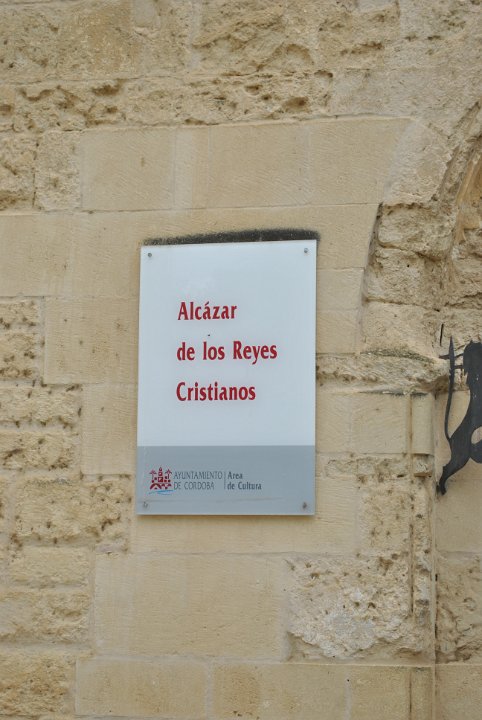 Alcázar
de los Reyes
Cristianos
AYUNTAMIENTO
DE CORDOBA
Area
de Cultura